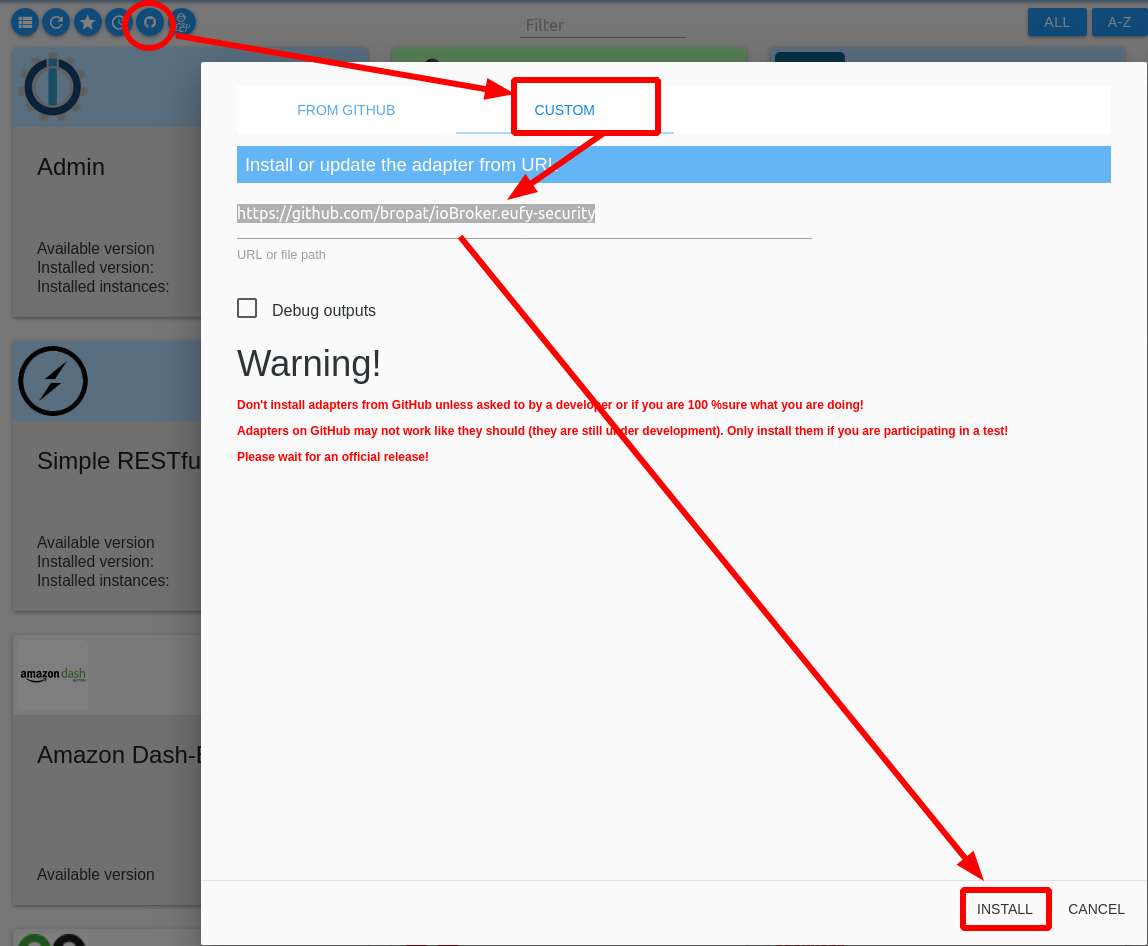 Filter
ALL
A-Z
FROM GITHUB
CUSTOM
Install or update the adapter from URL
https://github.com/bropat/ioBroker.eufy-security
URL or file path
Debug outputs
Warning!
Don't install adapters from GitHub unless asked to by a developer or if you are 100 %sure what you are doing!
Adapters on GitHub may not work like they should (they are still under development). Only install them if you are participating in a test!
Please wait for an official release!
INSTALL
CANCEL
Admin
Available version
Installed version:
Installed instances:
Simple RESTfu
Available version
Installed version:
Installed instances:
amazon dash
Amazon Dash-B
Available version